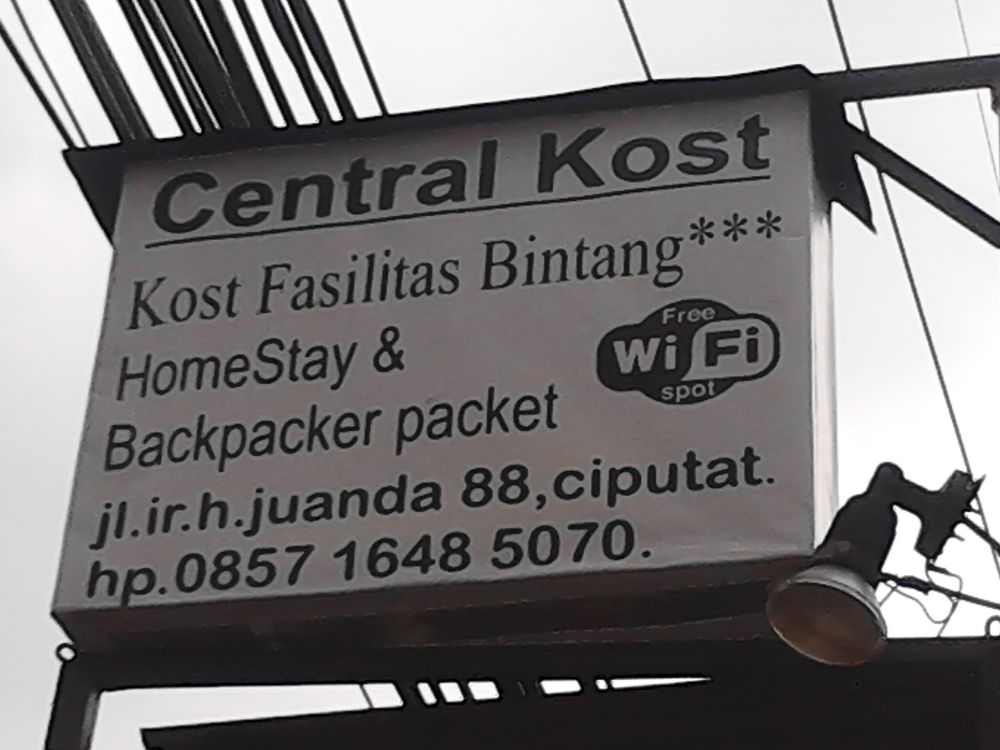 Central Kost
Kost Fasilitas Bintang***
HomeStay &
Backpacker packet
Free
Wi Fi
spot
jl.ir.h.juanda 88,ciputat.
hp.0857 1648 5070.